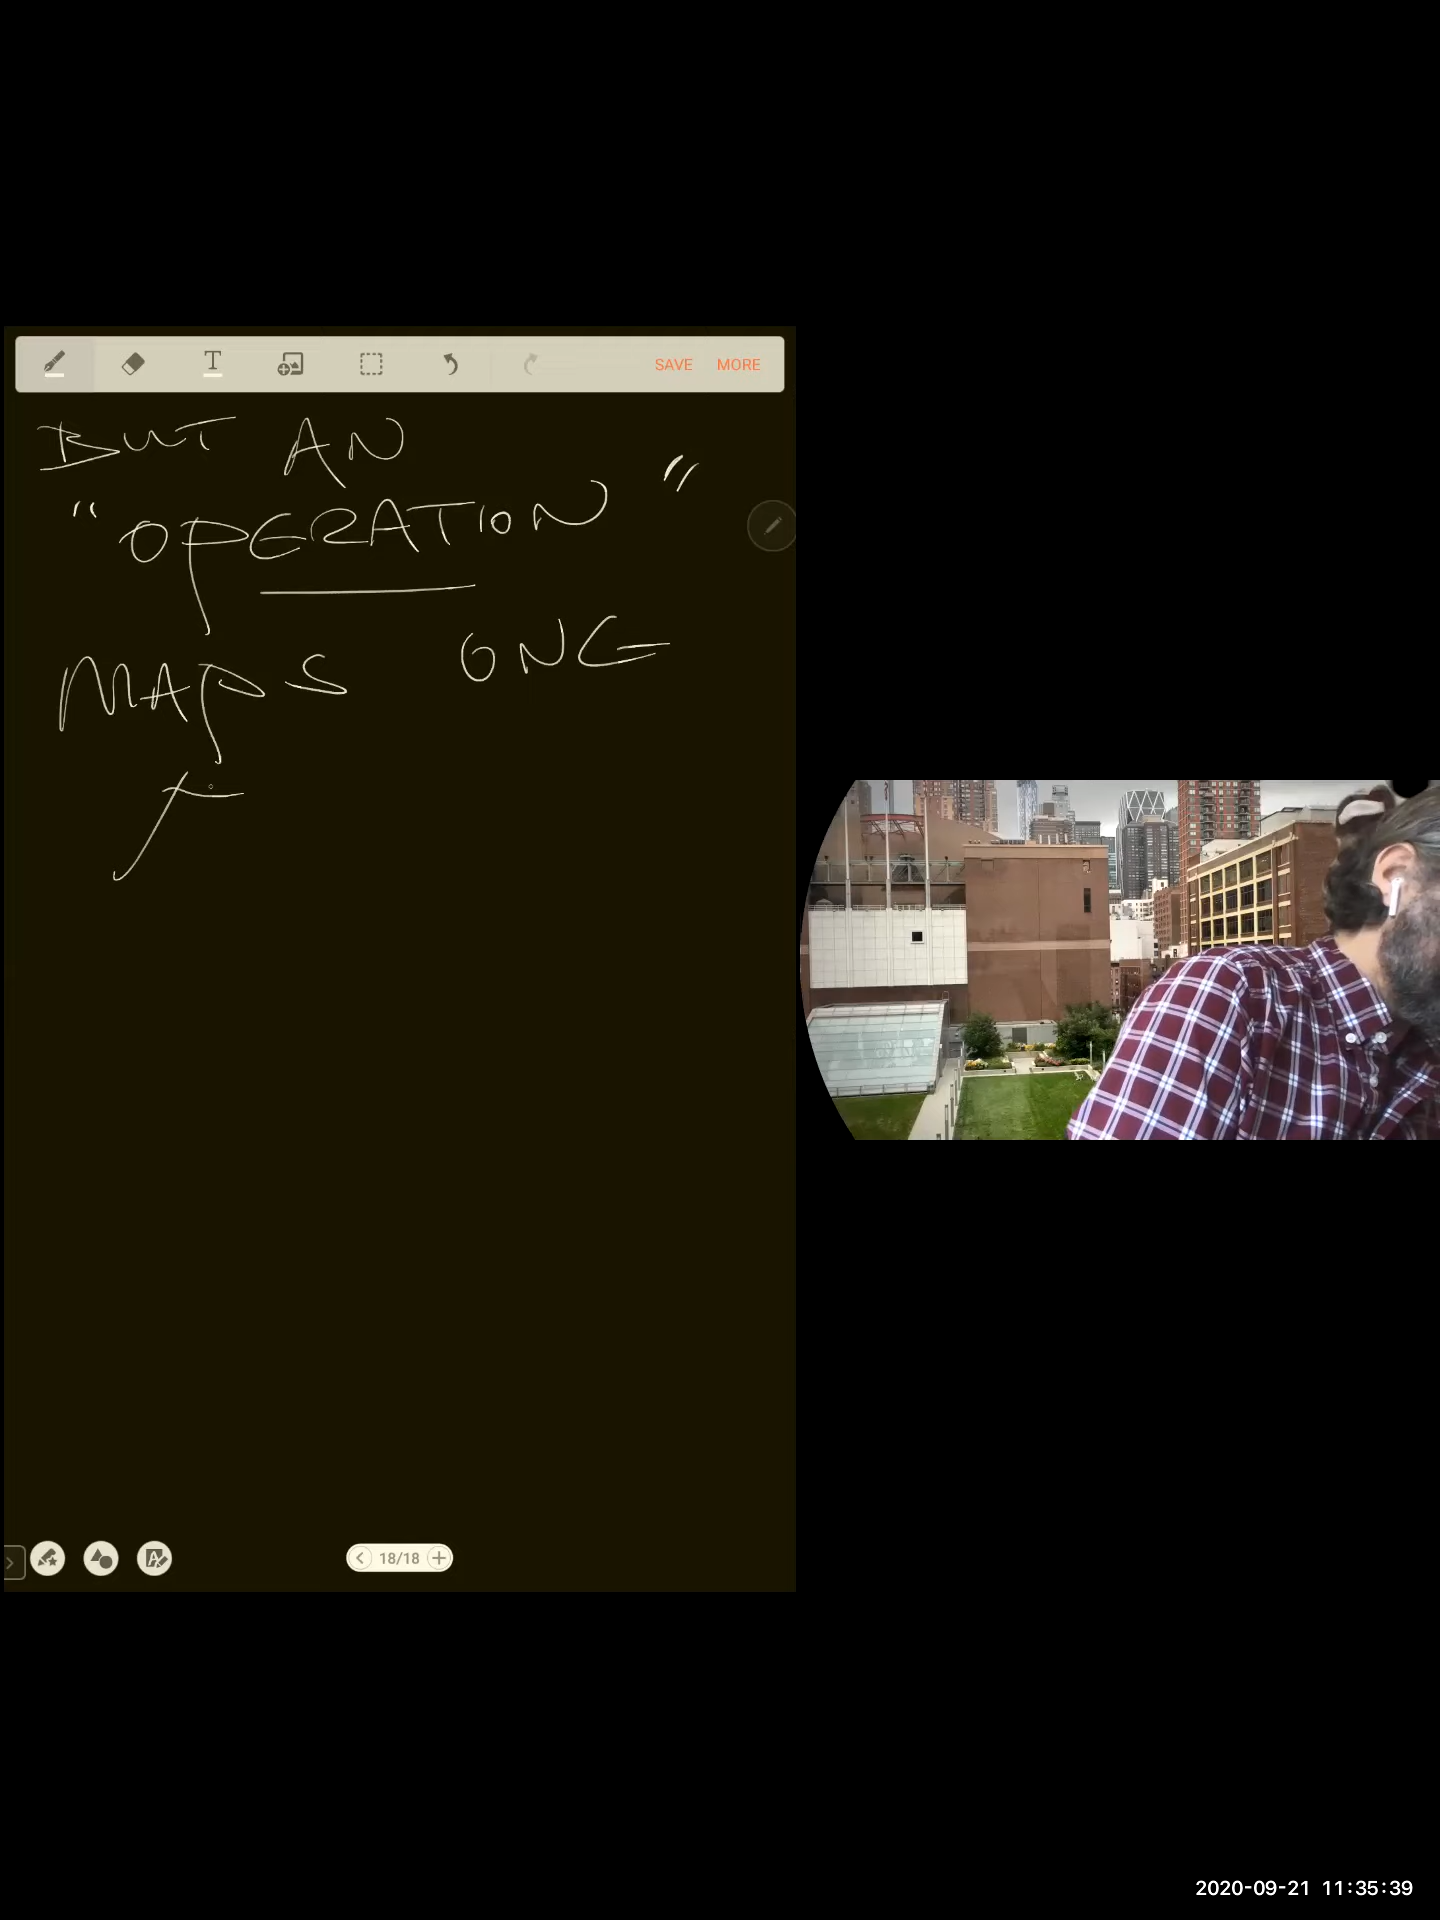 T SAVE MORE
BUT AN
"OPERATION"
MAPS ONE
18/18
2020-09-21 11:35:39